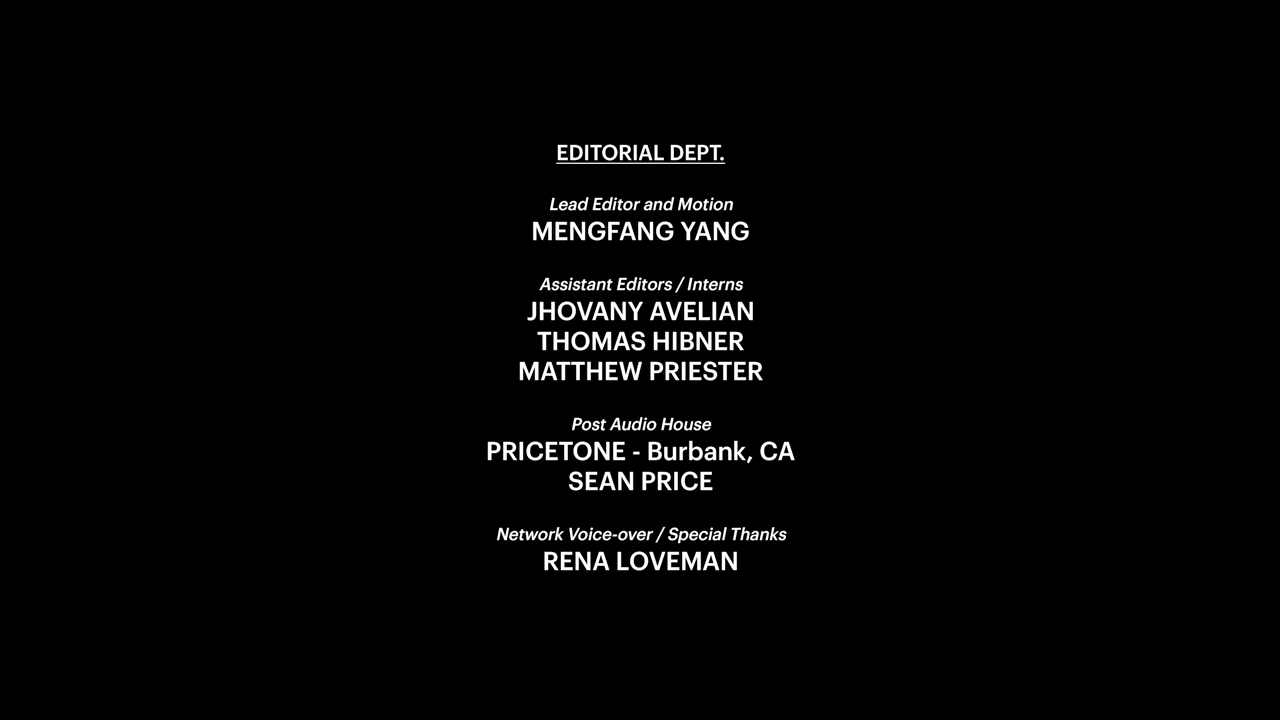 EDITORIAL DEPT.
Lead Editor and Motion
MENGFANG YANG
Assistant Editors / Interns
JHOVANY AVELIAN
THOMAS HIBNER
MATTHEW PRIESTER
Post Audio House
PRICETONE - Burbank, CA
SEAN PRICE
Network Voice-over / Special Thanks
RENA LOVEMAN